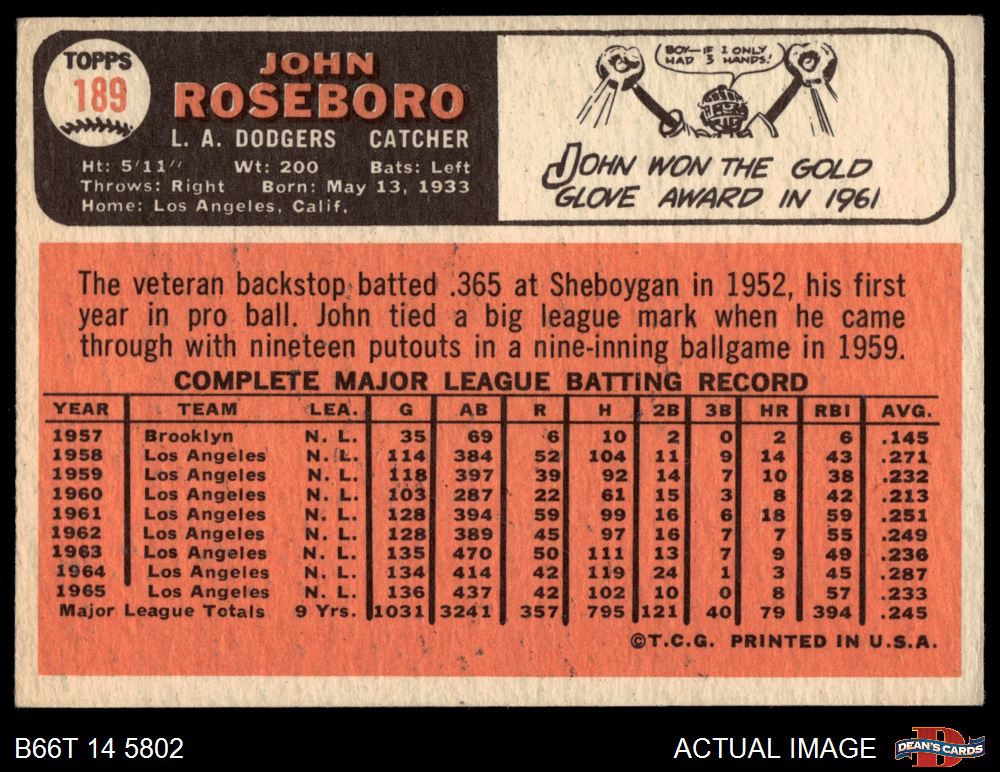 TOPPS
189
JOHN
ROSEBORO
L. A. DODGERS CATCHER
Ht: 5'11" Wt: 200 Bats: Left
Throws: Right Born: May 13, 1933
Home: Los Angeles, Calif.
BOY—IF I ONLY
HAD 3 HANDS!
JOHN WON THE GOLD
GLOVE AWARD IN 1961
The veteran backstop batted .365 at Sheboygan in 1952, his first
year in pro ball. John tied a big league mark when he came
through with nineteen putouts in a nine-inning ballgame in 1959.
COMPLETE MAJOR LEAGUE BATTING RECORD
YEAR TEAM LEA. G AB R H 2B 3B HR RBI AVG.
1957 Brooklyn N. L. 35 69 6 10 2 0 2 6 .145
1958 Los Angeles N. L. 114 384 52 104 11 9 14 43 .271
1959 Los Angeles N. L. 118 397 39 92 14 7 10 38 .232
1960 Los Angeles N. L. 103 287 22 61 15 3 8 42 .213
1961 Los Angeles N. L. 128 394 59 99 16 6 18 59 .251
1962 Los Angeles N. L. 128 389 45 97 16 7 7 55 .249
1963 Los Angeles N. L. 135 470 50 111 13 7 9 49 .236
1964 Los Angeles N. L. 134 414 42 119 24 1 3 45 .287
1965 Los Angeles N. L. 136 437 42 102 10 0 8 57 .233
Major League Totals 9 Yrs. 1031 3241 357 795 121 40 79 394 .245
©T.C.G. PRINTED IN U.S.A.
B66T 14 5802
ACTUAL IMAGE
D
DEAN'S CARDS